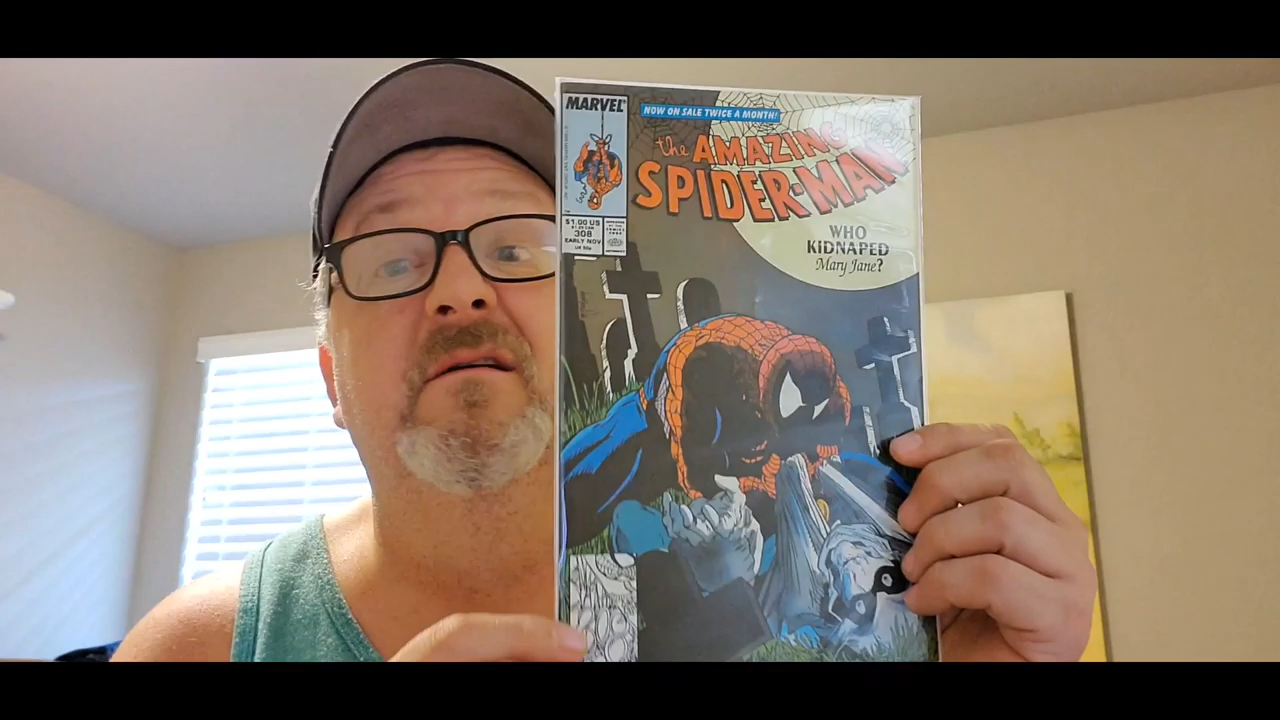 MARVEL
NOW ON SALE TWICE A MONTH!
the AMAZING
SPIDER-MAN
$1.00 US
308
EARLY NOV
WHO
KIDNAPED
Mary Jane?